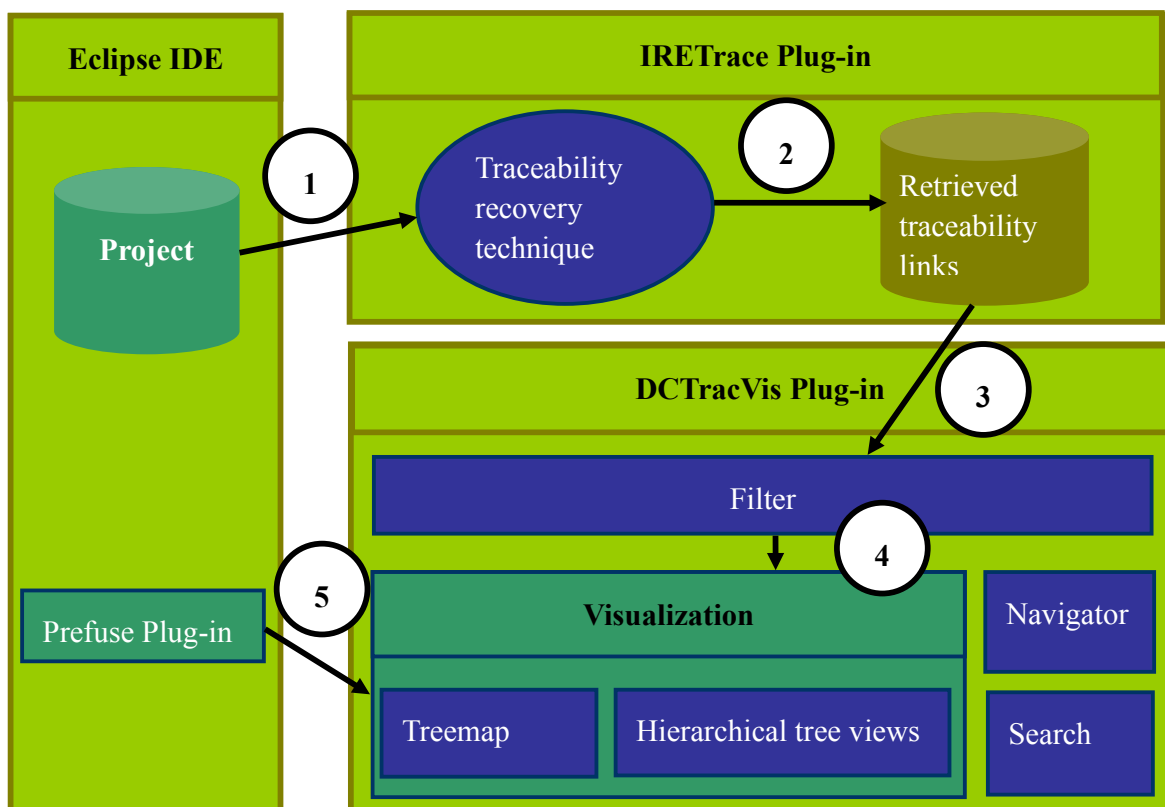 Eclipse IDE
IRETrace Plug-in
1
2
Project
Traceability
recovery
technique
Retrieved
traceability
links
DCTracVis Plug-in
3
Filter
4
5
Prefuse Plug-in
Visualization
Treemap
Hierarchical tree views
Navigator
Search